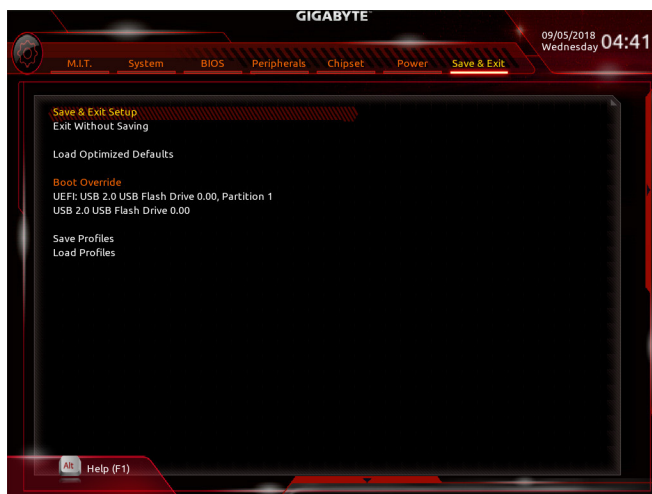 GIGABYTE™
09/05/2018
Wednesday 04:41
M.I.T. System BIOS Peripherals Chipset Power Save & Exit
Save & Exit Setup
Exit Without Saving
Load Optimized Defaults
Boot Override
UEFI: USB 2.0 USB Flash Drive 0.00, Partition 1
USB 2.0 USB Flash Drive 0.00
Save Profiles
Load Profiles
Alt Help (F1)